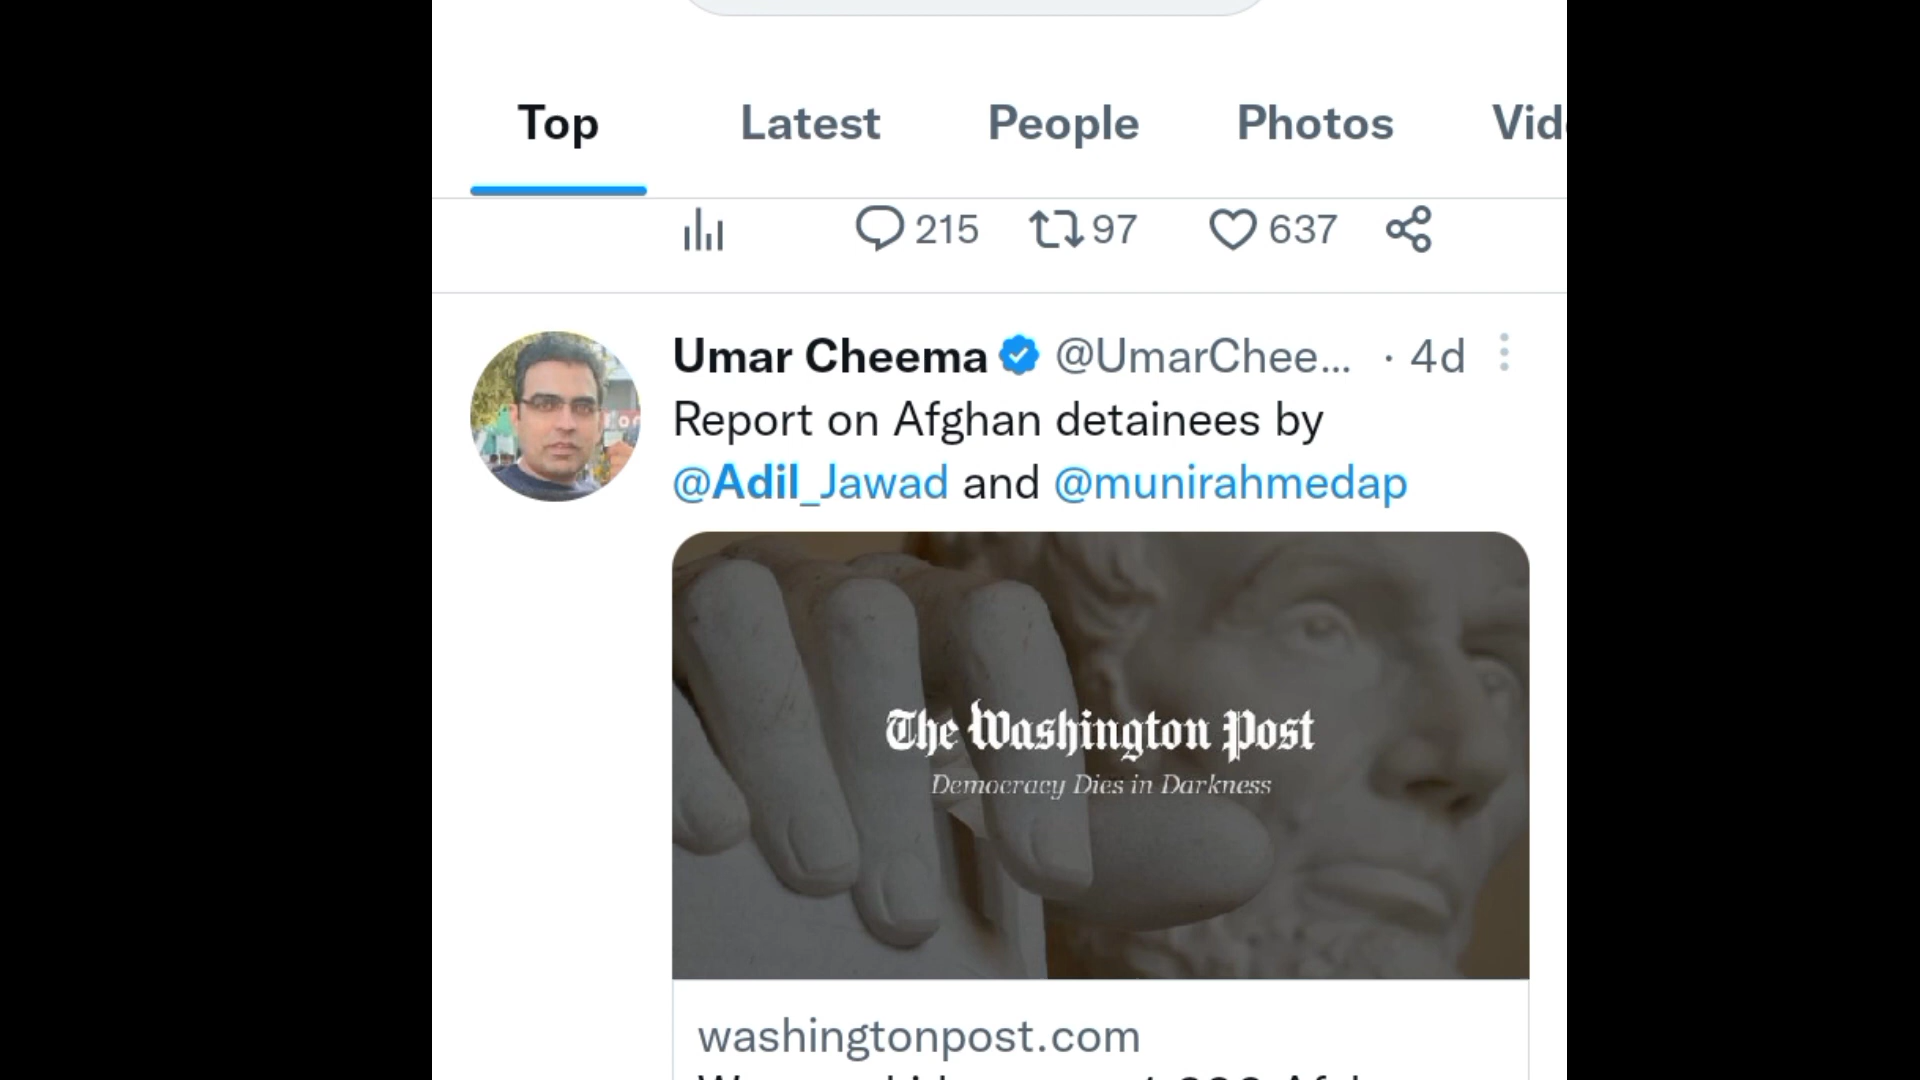 Top Latest People Photos
215 97 637
Umar Cheema @UmarChee... · 4d
Report on Afghan detainees by
@Adil_Jawad and @munirahmedap
The Washington Post
Democracy Dies in Darkness
washingtonpost.com